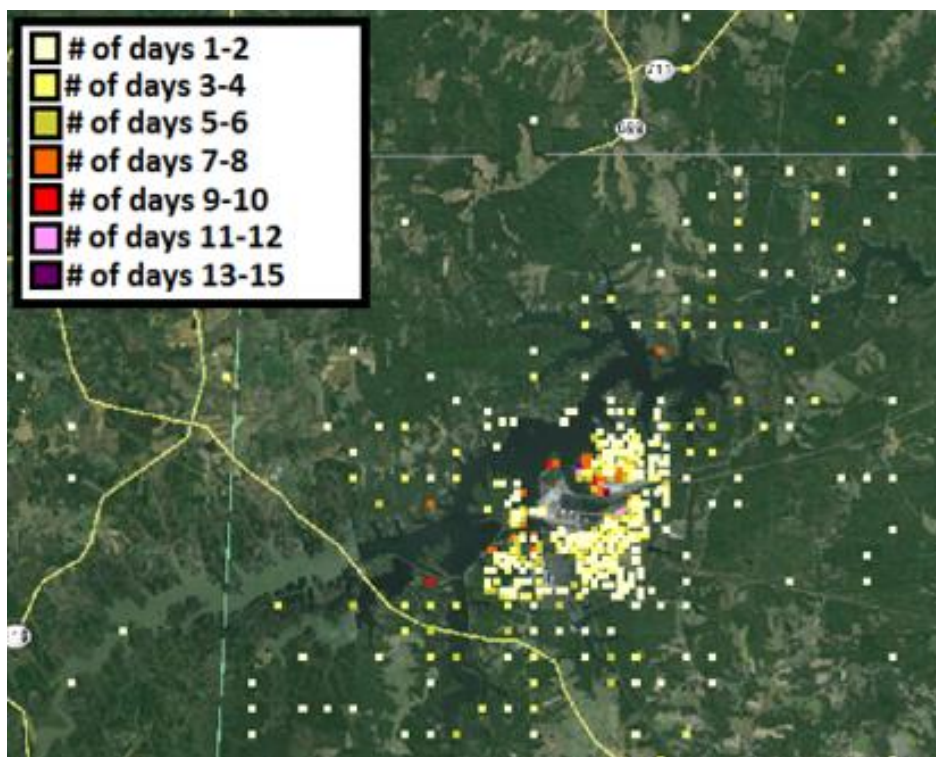 # of days 1-2
# of days 3-4
# of days 5-6
# of days 7-8
# of days 9-10
# of days 11-12
# of days 13-15